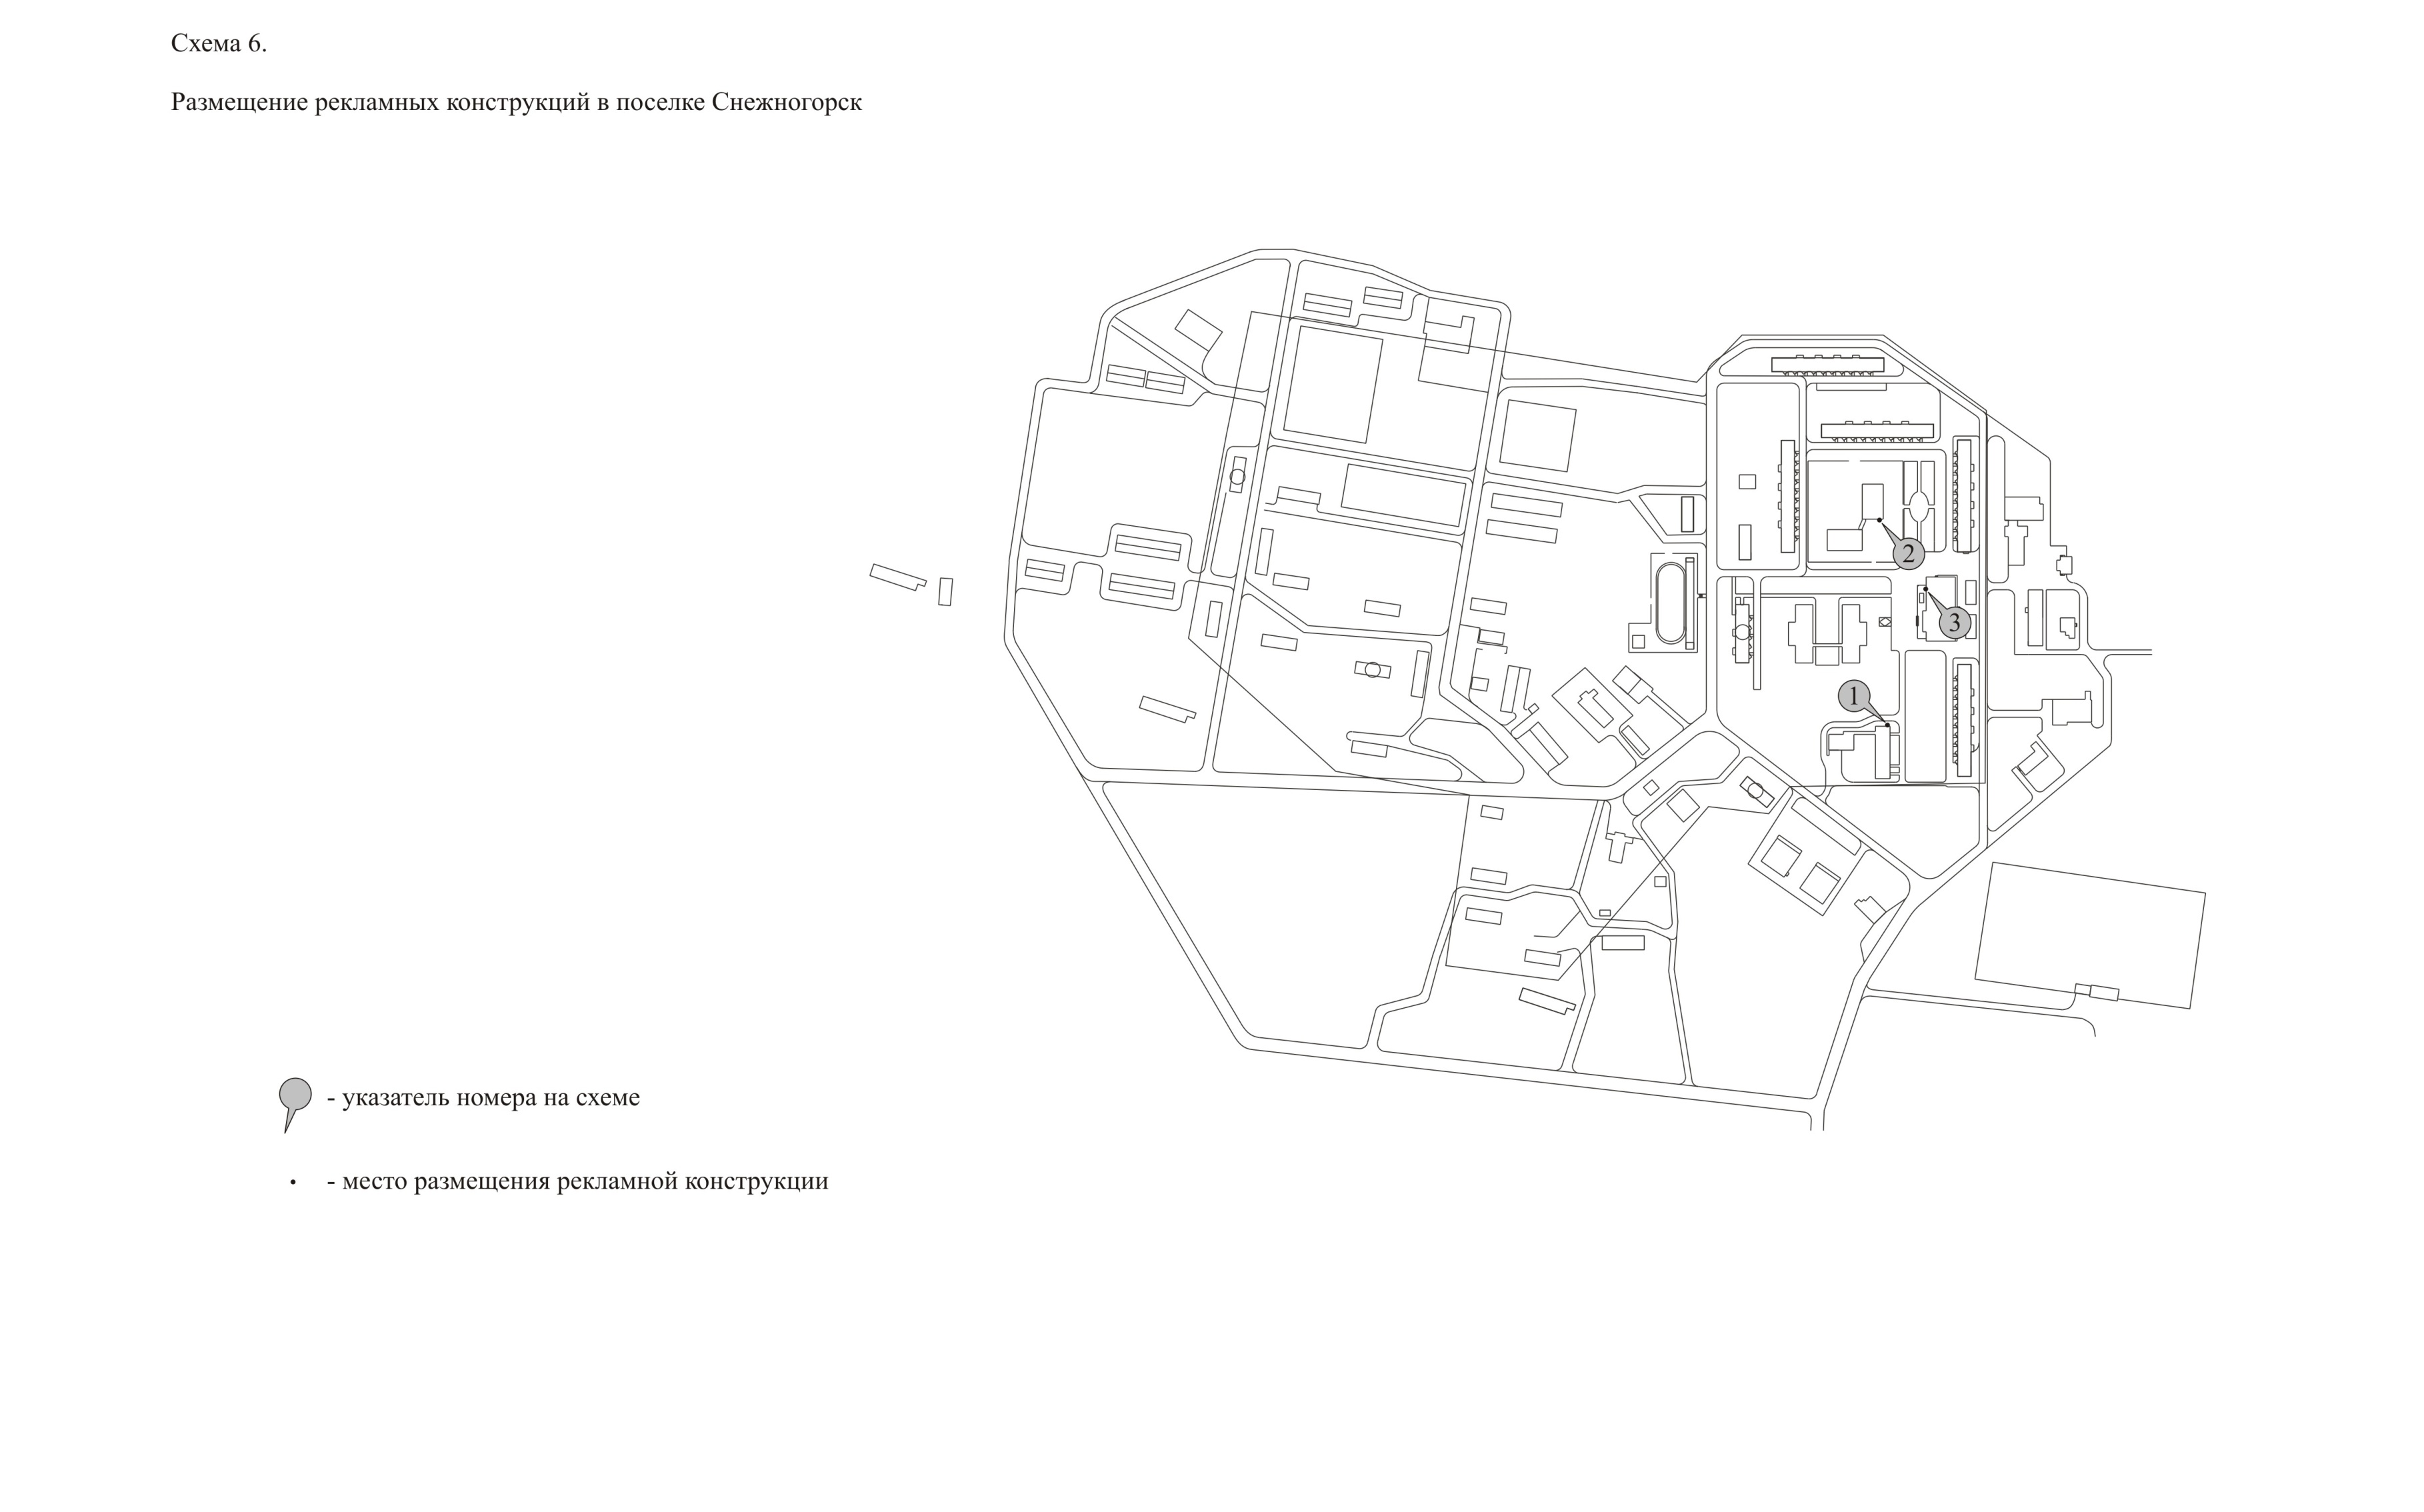 Схема 6.
Размещение рекламных конструкций в поселке Снежногорск
2
3
1
- указатель номера на схеме
- место размещения рекламной конструкции